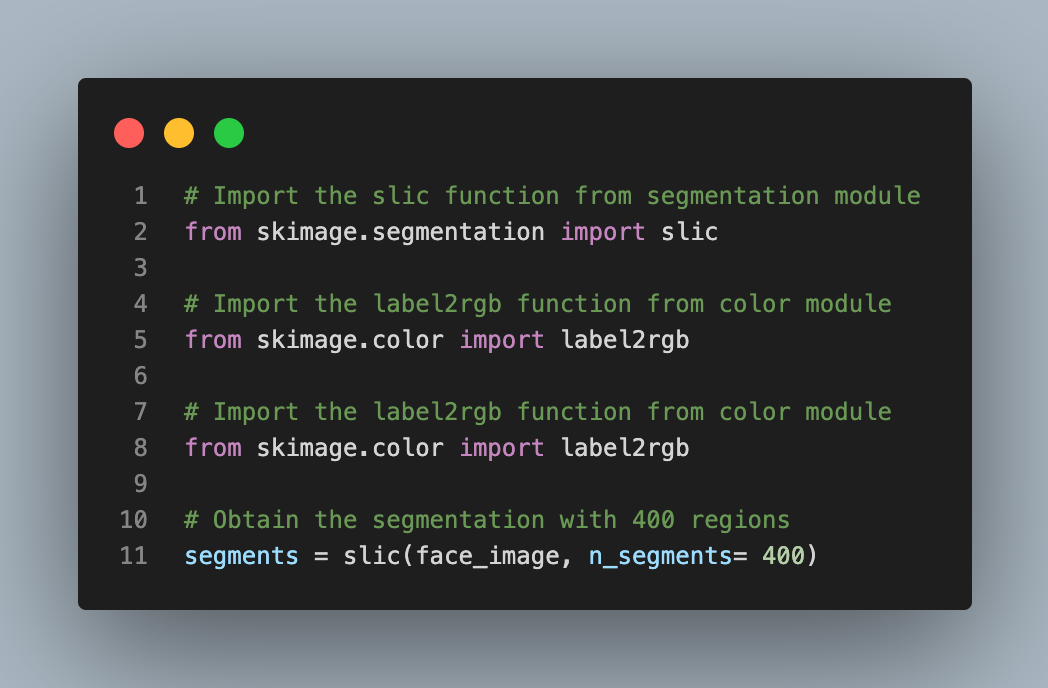 1 # Import the slic function from segmentation module
2 from skimage.segmentation import slic
3
4 # Import the label2rgb function from color module
5 from skimage.color import label2rgb
6
7 # Import the label2rgb function from color module
8 from skimage.color import label2rgb
9
10 # Obtain the segmentation with 400 regions
11 segments = slic(face_image, n_segments= 400)